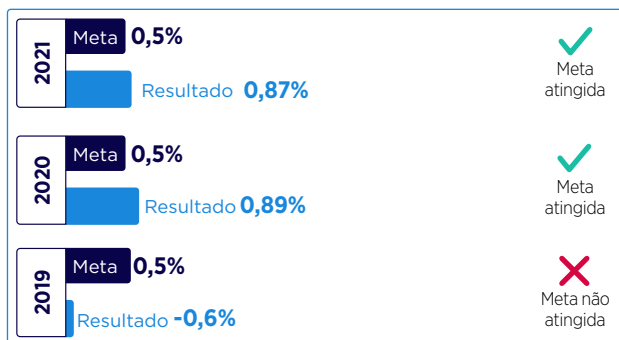 2021
Meta 0,5%
Resultado 0,87%
Meta
atingida
2020
Meta 0,5%
Resultado 0,89%
Meta
atingida
2019
Meta 0,5%
Resultado -0,6%
Meta não
atingida